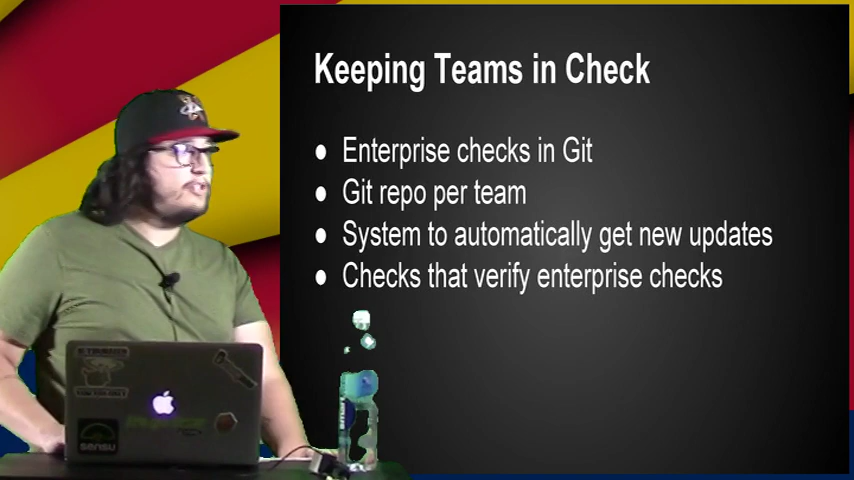 Keeping Teams in Check
● Enterprise checks in Git
● Git repo per team
● System to automatically get new updates
● Checks that verify enterprise checks
sensu